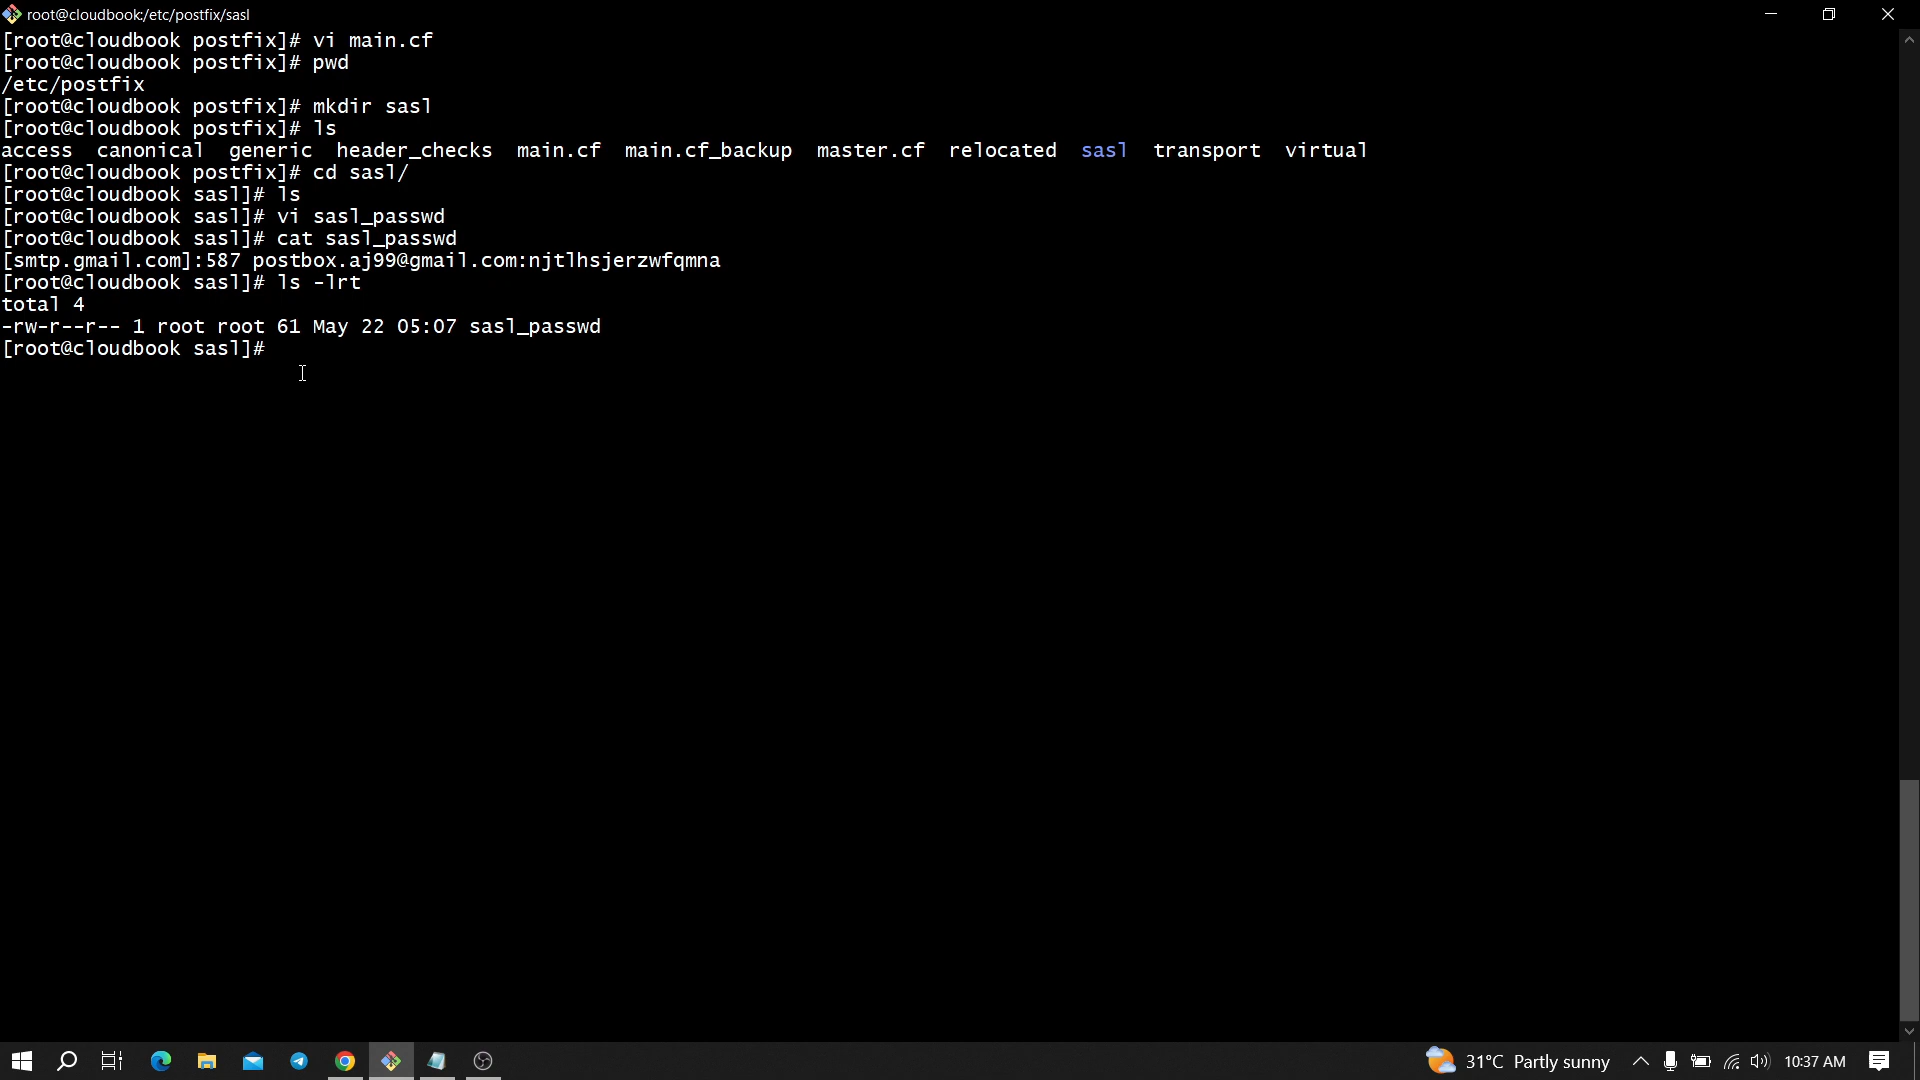 root@cloudbook:/etc/postfix/sasl
[root@cloudbook postfix]# vi main.cf
[root@cloudbook postfix]# pwd
/etc/postfix
[root@cloudbook postfix]# mkdir sasl
[root@cloudbook postfix]# ls
access  canonical  generic  header_checks  main.cf  main.cf_backup  master.cf  relocated  sasl  transport  virtual
[root@cloudbook postfix]# cd sasl/
[root@cloudbook sasl]# ls
[root@cloudbook sasl]# vi sasl_passwd
[root@cloudbook sasl]# cat sasl_passwd
[smtp.gmail.com]:587 postbox.aj99@gmail.com:njtlhsjerzwfqmna
[root@cloudbook sasl]# ls -lrt
total 4
-rw-r--r-- 1 root root 61 May 22 05:07 sasl_passwd
[root@cloudbook sasl]#
31°C Partly sunny 10:37 AM